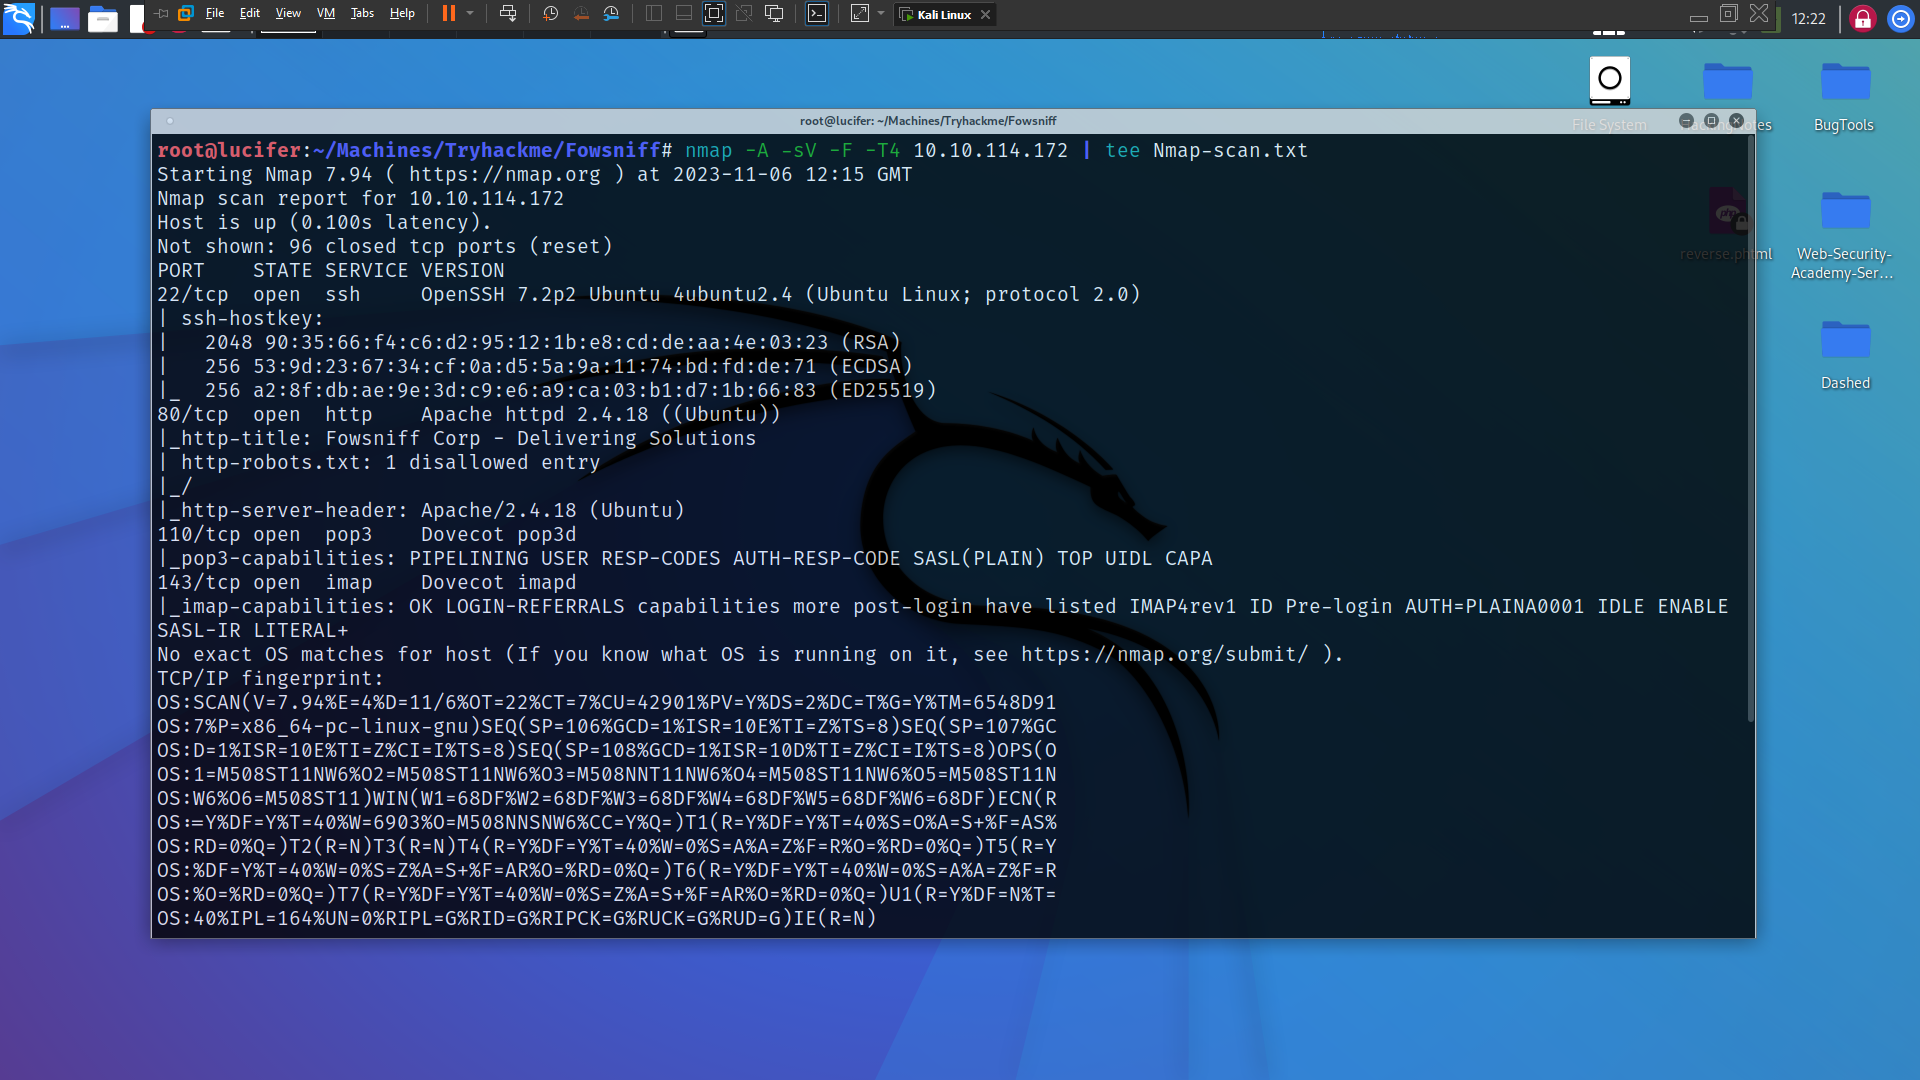 File Edit View VM Tabs Help Kali Linux 12:22
File System
BugTools
reverse.phtml
Web-Security-
Academy-Ser...
Dashed
root@lucifer: ~/Machines/Tryhackme/Fowsniff
root@lucifer:~/Machines/Tryhackme/Fowsniff# nmap -A -sV -F -T4 10.10.114.172 | tee Nmap-scan.txt
Starting Nmap 7.94 ( https://nmap.org ) at 2023-11-06 12:15 GMT
Nmap scan report for 10.10.114.172
Host is up (0.100s latency).
Not shown: 96 closed tcp ports (reset)
PORT    STATE SERVICE VERSION
22/tcp  open  ssh     OpenSSH 7.2p2 Ubuntu 4ubuntu2.4 (Ubuntu Linux; protocol 2.0)
| ssh-hostkey:
|   2048 90:35:66:f4:c6:d2:95:12:1b:e8:cd:de:aa:4e:03:23 (RSA)
|   256 53:9d:23:67:34:cf:0a:d5:5a:9a:11:74:bd:fd:de:71 (ECDSA)
|_  256 a2:8f:db:ae:9e:3d:c9:e6:a9:ca:03:b1:d7:1b:66:83 (ED25519)
80/tcp  open  http    Apache httpd 2.4.18 ((Ubuntu))
|_http-title: Fowsniff Corp - Delivering Solutions
| http-robots.txt: 1 disallowed entry
|_/
|_http-server-header: Apache/2.4.18 (Ubuntu)
110/tcp open  pop3    Dovecot pop3d
|_pop3-capabilities: PIPELINING USER RESP-CODES AUTH-RESP-CODE SASL(PLAIN) TOP UIDL CAPA
143/tcp open  imap    Dovecot imapd
|_imap-capabilities: OK LOGIN-REFERRALS capabilities more post-login have listed IMAP4rev1 ID Pre-login AUTH=PLAINA0001 IDLE ENABLE
SASL-IR LITERAL+
No exact OS matches for host (If you know what OS is running on it, see https://nmap.org/submit/ ).
TCP/IP fingerprint:
OS:SCAN(V=7.94%E=4%D=11/6%OT=22%CT=7%CU=42901%PV=Y%DS=2%DC=T%G=Y%TM=6548D91
OS:7%P=x86_64-pc-linux-gnu)SEQ(SP=106%GCD=1%ISR=10E%TI=Z%TS=8)SEQ(SP=107%GC
OS:D=1%ISR=10E%TI=Z%CI=I%TS=8)SEQ(SP=108%GCD=1%ISR=10D%TI=Z%CI=I%TS=8)OPS(O
OS:1=M508ST11NW6%O2=M508ST11NW6%O3=M508NNT11NW6%O4=M508ST11NW6%O5=M508ST11N
OS:W6%O6=M508ST11)WIN(W1=68DF%W2=68DF%W3=68DF%W4=68DF%W5=68DF%W6=68DF)ECN(R
OS:=Y%DF=Y%T=40%W=6903%O=M508NNSNW6%CC=Y%Q=)T1(R=Y%DF=Y%T=40%S=O%A=S+%F=AS%
OS:RD=0%Q=)T2(R=N)T3(R=N)T4(R=Y%DF=Y%T=40%W=0%S=A%A=Z%F=R%O=%RD=0%Q=)T5(R=Y
OS:%DF=Y%T=40%W=0%S=Z%A=S+%F=AR%O=%RD=0%Q=)T6(R=Y%DF=Y%T=40%W=0%S=A%A=Z%F=R
OS:%O=%RD=0%Q=)T7(R=Y%DF=Y%T=40%W=0%S=Z%A=S+%F=AR%O=%RD=0%Q=)U1(R=Y%DF=N%T=
OS:40%IPL=164%UN=0%RIPL=G%RID=G%RIPCK=G%RUCK=G%RUD=G)IE(R=N)